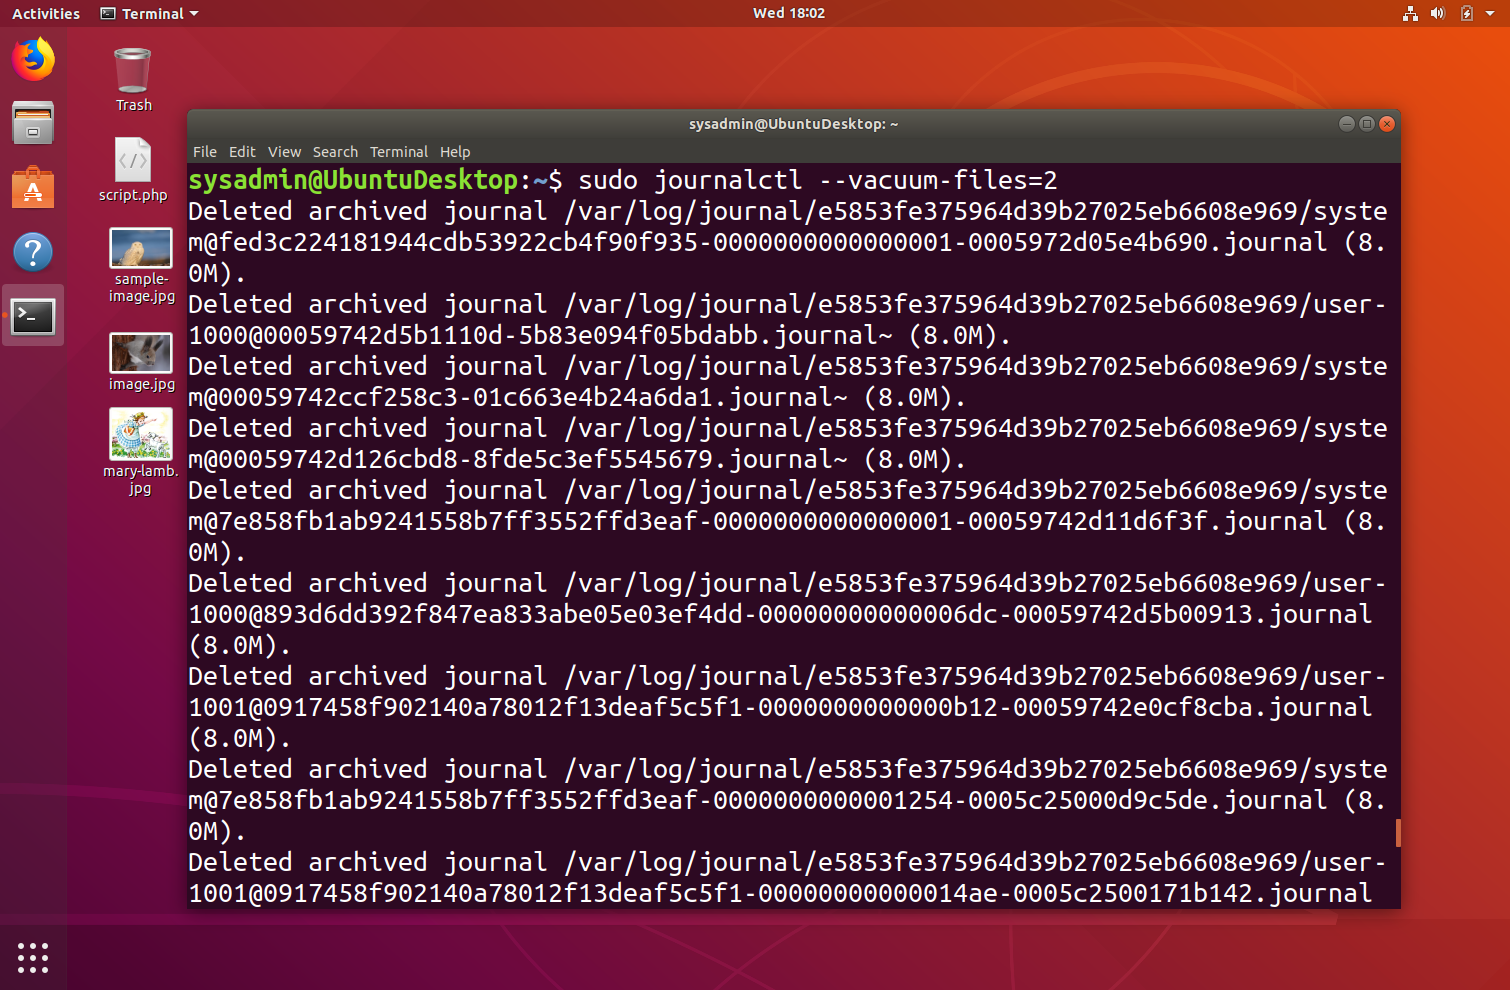 Activities Terminal Wed 18:02
Trash
script.php
sample-
image.jpg
image.jpg
mary-lamb.
jpg
sysadmin@UbuntuDesktop: ~
File Edit View Search Terminal Help
sysadmin@UbuntuDesktop:~$ sudo journalctl --vacuum-files=2
Deleted archived journal /var/log/journal/e5853fe375964d39b27025eb6608e969/syste
m@fed3c224181944cdb53922cb4f90f935-0000000000000001-0005972d05e4b690.journal (8.
0M).
Deleted archived journal /var/log/journal/e5853fe375964d39b27025eb6608e969/user-
1000@00059742d5b1110d-5b83e094f05bdabb.journal~ (8.0M).
Deleted archived journal /var/log/journal/e5853fe375964d39b27025eb6608e969/syste
m@00059742ccf258c3-01c663e4b24a6da1.journal~ (8.0M).
Deleted archived journal /var/log/journal/e5853fe375964d39b27025eb6608e969/syste
m@00059742d126cbd8-8fde5c3ef5545679.journal~ (8.0M).
Deleted archived journal /var/log/journal/e5853fe375964d39b27025eb6608e969/syste
m@7e858fb1ab9241558b7ff3552ffd3eaf-0000000000000001-00059742d11d6f3f.journal (8.
0M).
Deleted archived journal /var/log/journal/e5853fe375964d39b27025eb6608e969/user-
1000@893d6dd392f847ea833abe05e03ef4dd-00000000000006dc-00059742d5b00913.journal
(8.0M).
Deleted archived journal /var/log/journal/e5853fe375964d39b27025eb6608e969/user-
1001@0917458f902140a78012f13deaf5c5f1-0000000000000b12-00059742e0cf8cba.journal
(8.0M).
Deleted archived journal /var/log/journal/e5853fe375964d39b27025eb6608e969/syste
m@7e858fb1ab9241558b7ff3552ffd3eaf-0000000000001254-0005c25000d9c5de.journal (8.
0M).
Deleted archived journal /var/log/journal/e5853fe375964d39b27025eb6608e969/user-
1001@0917458f902140a78012f13deaf5c5f1-00000000000014ae-0005c2500171b142.journal